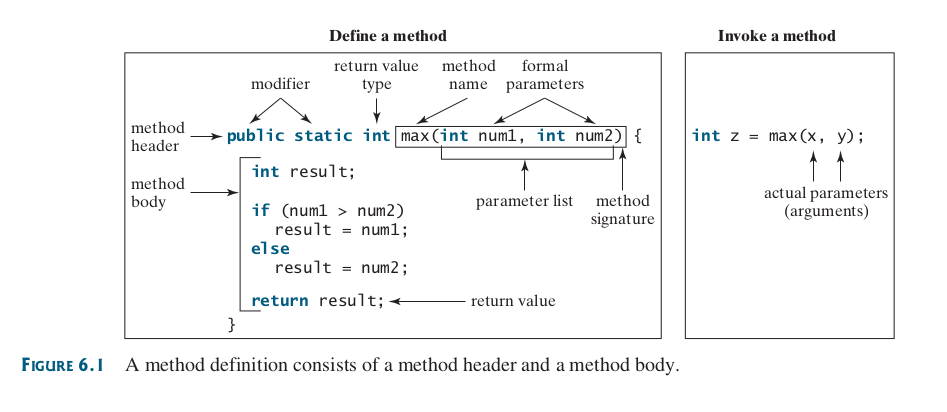 Define a method
Invoke a method
return value
type
method
name
formal
parameters
modifier
method
header
public static int max(int num1, int num2) {
int z = max(x, y);
int result;
method
body
parameter list
method
signature
actual parameters
(arguments)
if (num1 > num2)
result = num1;
else
result = num2;
return result;
return value
}
FIGURE 6.1 A method definition consists of a method header and a method body.